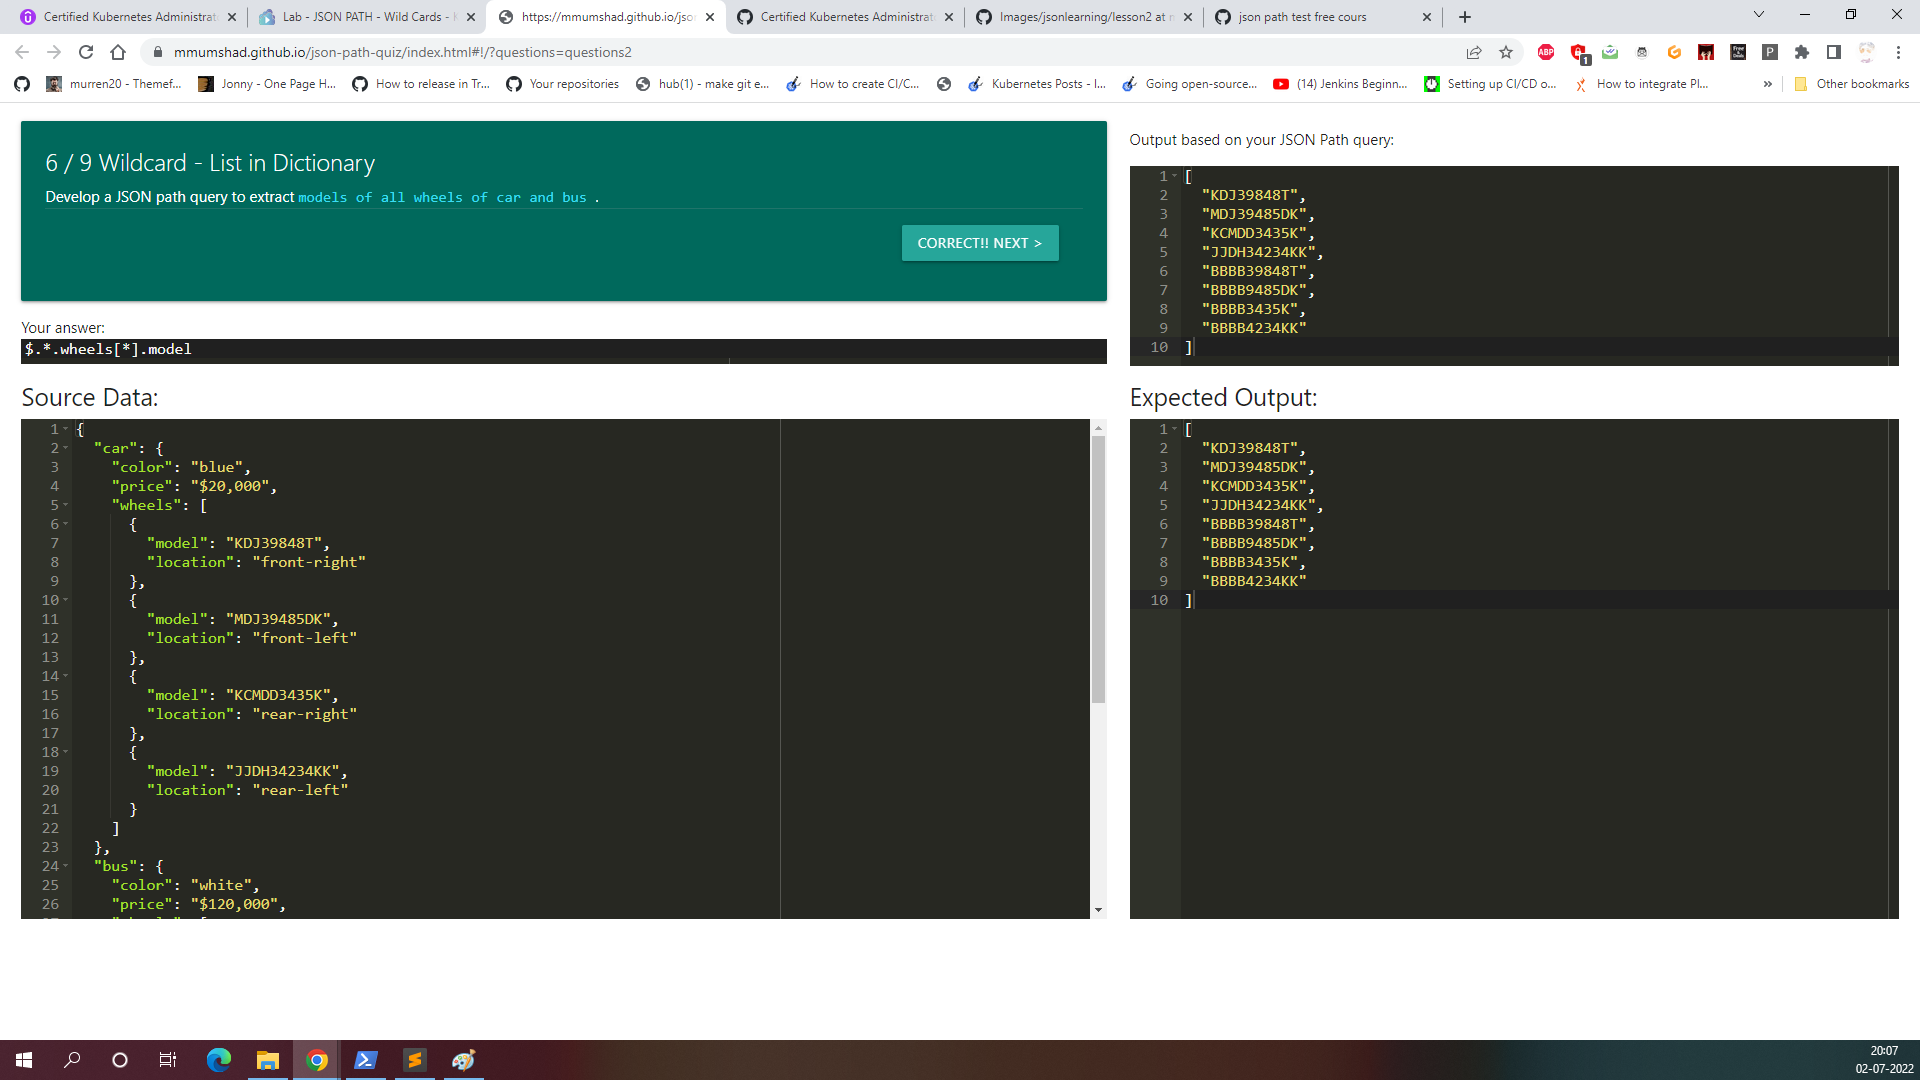 Certified Kubernetes Administrat
Lab - JSON PATH - Wild Cards - K
https://mmumshad.github.io/jso
Certified Kubernetes Administrat
Images/jsonlearning/lesson2 at m
json path test free cours
mmumshad.github.io/json-path-quiz/index.html#!/?questions=questions2
ABP
1
P
murren20 - Themef...
Jonny - One Page H...
How to release in Tr...
Your repositories
hub(1) - make git e...
How to create CI/C...
Kubernetes Posts - I...
Going open-source...
(14) Jenkins Beginn...
Setting up CI/CD o...
How to integrate Pl...
»
Other bookmarks
6 / 9 Wildcard - List in Dictionary
Develop a JSON path query to extract models of all wheels of car and bus .
CORRECT!! NEXT >
Your answer:
$.*.wheels[*].model
Source Data:
1 {
2 "car": {
3 "color": "blue",
4 "price": "$20,000",
5 "wheels": [
6 {
7 "model": "KDJ39848T",
8 "location": "front-right"
9 },
10 {
11 "model": "MDJ39485DK",
12 "location": "front-left"
13 },
14 {
15 "model": "KCMDD3435K",
16 "location": "rear-right"
17 },
18 {
19 "model": "JJDH34234KK",
20 "location": "rear-left"
21 }
22 ]
23 },
24 "bus": {
25 "color": "white",
26 "price": "$120,000",
Output based on your JSON Path query:
1 [
2 "KDJ39848T",
3 "MDJ39485DK",
4 "KCMDD3435K",
5 "JJDH34234KK",
6 "BBBB39848T",
7 "BBBB9485DK",
8 "BBBB3435K",
9 "BBBB4234KK"
10 ]
Expected Output:
1 [
2 "KDJ39848T",
3 "MDJ39485DK",
4 "KCMDD3435K",
5 "JJDH34234KK",
6 "BBBB39848T",
7 "BBBB9485DK",
8 "BBBB3435K",
9 "BBBB4234KK"
10 ]
20:07
02-07-2022